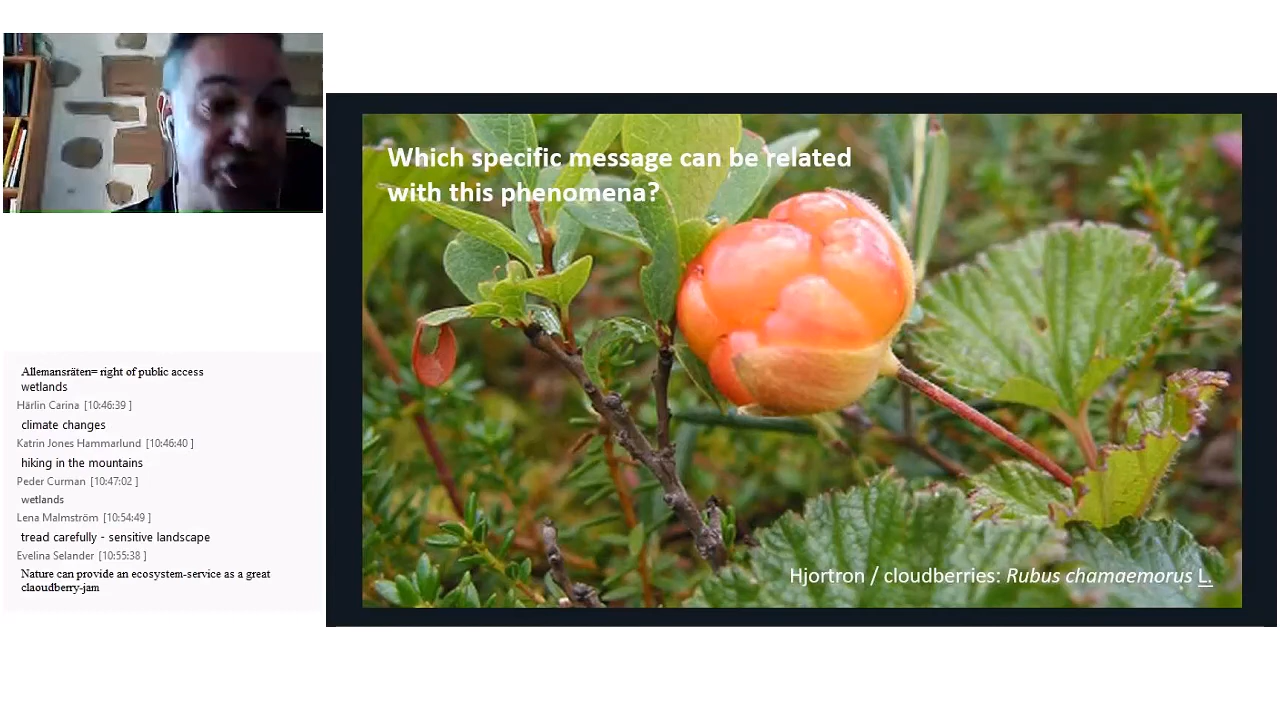 Allemansräten= right of public access
wetlands
Härlin Carina [10:46:39 ]
climate changes
Katrin Jones Hammarlund [10:46:40 ]
hiking in the mountains
Peder Curman [10:47:02 ]
wetlands
Lena Malmström [10:54:49 ]
tread carefully - sensitive landscape
Evelina Selander [10:55:38 ]
Nature can provide an ecosystem-service as a great
claoudberry-jam
Which specific message can be related
with this phenomena?
Hjortron / cloudberries: Rubus chamaemorus L.